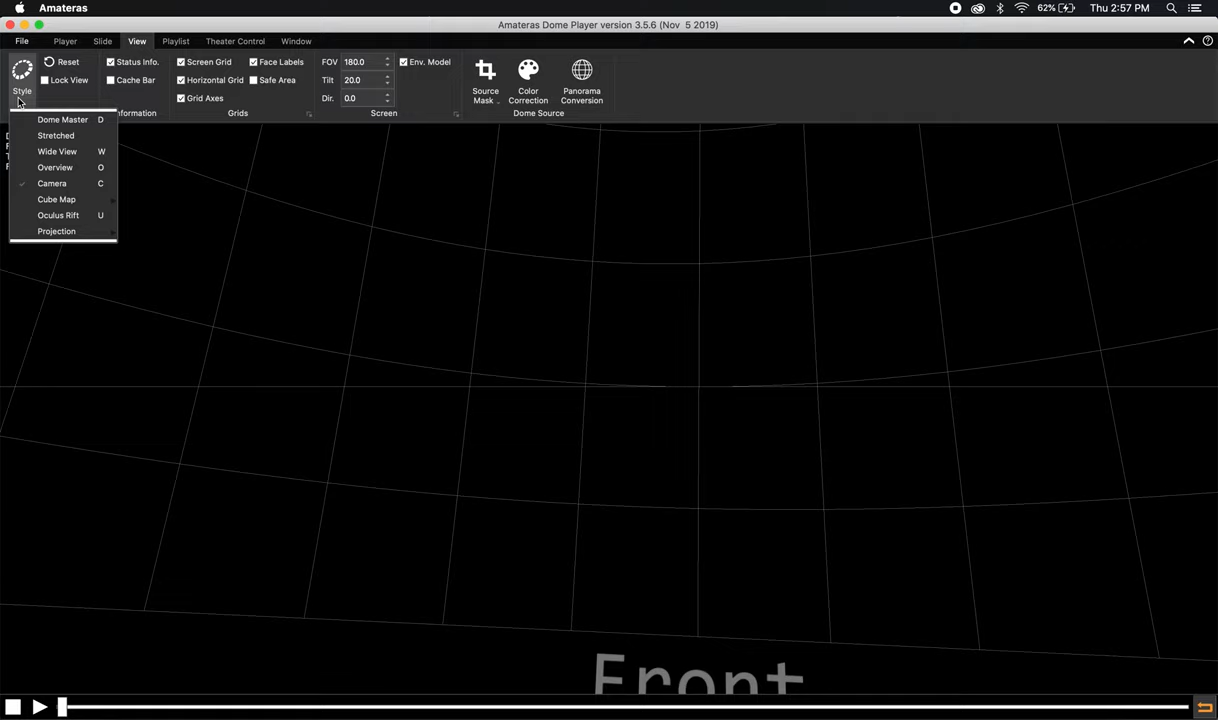 Amateras
62%
Thu 2:57 PM
Amateras Dome Player version 3.5.6 (Nov 5 2019)
File
Player
Slide
View
Playlist
Theater Control
Window
Style
Reset
Lock View
Status Info.
Cache Bar
Screen Grid
Horizontal Grid
Grid Axes
Face Labels
Safe Area
Grids
FOV 180.0
Tilt 20.0
Dir. 0.0
Env. Model
Screen
Source
Mask
Color
Correction
Panorama
Conversion
Dome Source
Dome Master D
Stretched
Wide View W
Overview O
Camera C
Cube Map
Oculus Rift U
Projection
Front